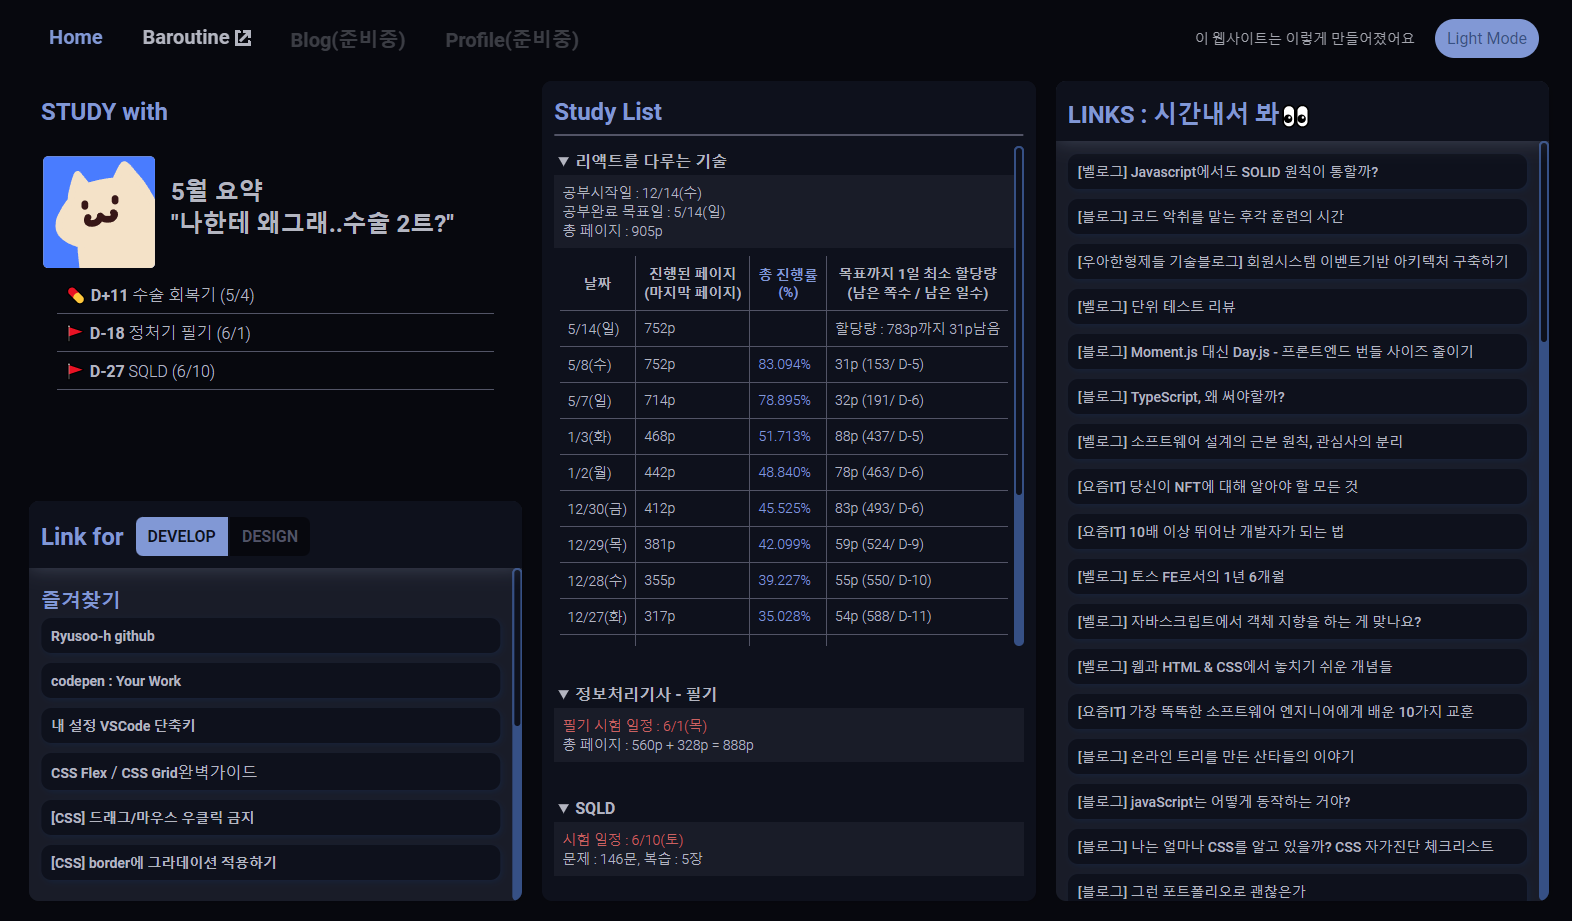 Home Baroutine Blog(준비중) Profile(준비중) 이 웹사이트는 이렇게 만들어졌어요 Light Mode
STUDY with
5월 요약
"나한테 왜그래..수술 2트?"
D+11 수술 회복기 (5/4)
D-18 정처기 필기 (6/1)
D-27 SQLD (6/10)
Link for DEVELOP DESIGN
즐겨찾기
Ryusoo-h github
codepen : Your Work
내 설정 VSCode 단축키
CSS Flex / CSS Grid완벽가이드
[CSS] 드래그/마우스 우클릭 금지
[CSS] border에 그라데이션 적용하기
Study List
▼ 리액트를 다루는 기술
공부시작일 : 12/14(수)
공부완료 목표일 : 5/14(일)
총 페이지 : 905p
날짜 진행된 페이지 총 진행률 목표까지 1일 최소 할당량
(마지막 페이지) (%) (남은 쪽수 / 남은 일수)
5/14(일) 752p 할당량 : 783p까지 31p남음
5/8(수) 752p 83.094% 31p (153/ D-5)
5/7(일) 714p 78.895% 32p (191/ D-6)
1/3(화) 468p 51.713% 88p (437/ D-5)
1/2(월) 442p 48.840% 78p (463/ D-6)
12/30(금) 412p 45.525% 83p (493/ D-6)
12/29(목) 381p 42.099% 59p (524/ D-9)
12/28(수) 355p 39.227% 55p (550/ D-10)
12/27(화) 317p 35.028% 54p (588/ D-11)
▼ 정보처리기사 - 필기
필기 시험 일정 : 6/1(목)
총 페이지 : 560p + 328p = 888p
▼ SQLD
시험 일정 : 6/10(토)
문제 : 146문, 복습 : 5장
LINKS : 시간내서 봐👀
[벨로그] Javascript에서도 SOLID 원칙이 통할까?
[블로그] 코드 악취를 맡는 후각 훈련의 시간
[우아한형제들 기술블로그] 회원시스템 이벤트기반 아키텍처 구축하기
[벨로그] 단위 테스트 리뷰
[블로그] Moment.js 대신 Day.js - 프론트엔드 번들 사이즈 줄이기
[블로그] TypeScript, 왜 써야할까?
[벨로그] 소프트웨어 설계의 근본 원칙, 관심사의 분리
[요즘IT] 당신이 NFT에 대해 알아야 할 모든 것
[요즘IT] 10배 이상 뛰어난 개발자가 되는 법
[벨로그] 토스 FE로서의 1년 6개월
[벨로그] 자바스크립트에서 객체 지향을 하는 게 맞나요?
[벨로그] 웹과 HTML & CSS에서 놓치기 쉬운 개념들
[요즘IT] 가장 똑똑한 소프트웨어 엔지니어에게 배운 10가지 교훈
[블로그] 온라인 트리를 만든 산타들의 이야기
[블로그] javaScript는 어떻게 동작하는 거야?
[블로그] 나는 얼마나 CSS를 알고 있을까? CSS 자가진단 체크리스트
[블로그] 그런 포트폴리오로 괜찮은가